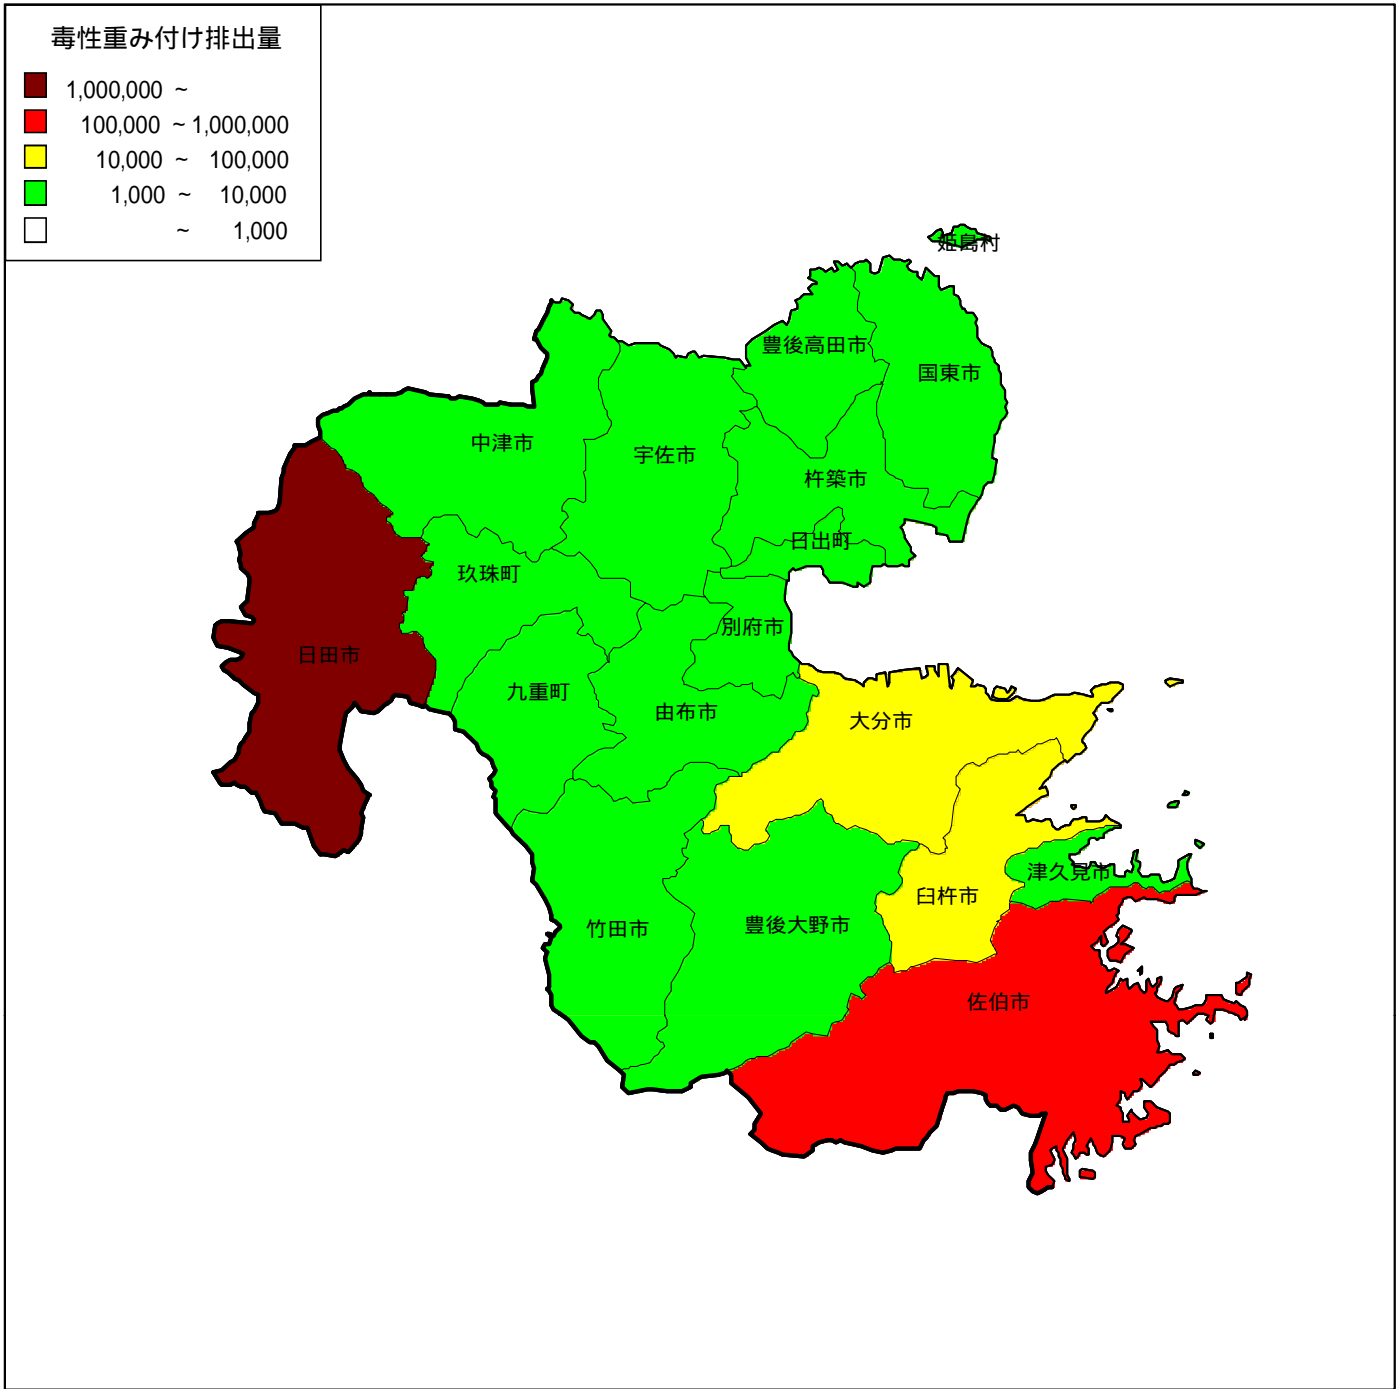 毒性重み付け排出量
1,000,000 ~
100,000 ~ 1,000,000
10,000 ~ 100,000
1,000 ~ 10,000
~ 1,000
姫島村
豊後高田市
国東市
中津市
宇佐市
杵築市
日出町
玖珠町
別府市
日田市
九重町
由布市
大分市
津久見市
臼杵市
竹田市
豊後大野市
佐伯市